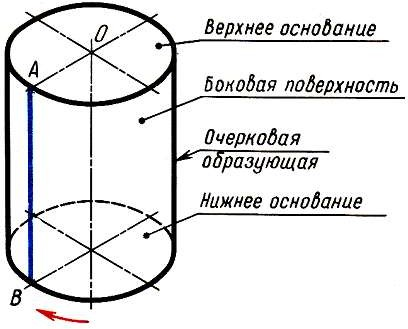 Верхнее основание
O
A
Боковая поверхность
Очерковая
образующая
Нижнее основание
B